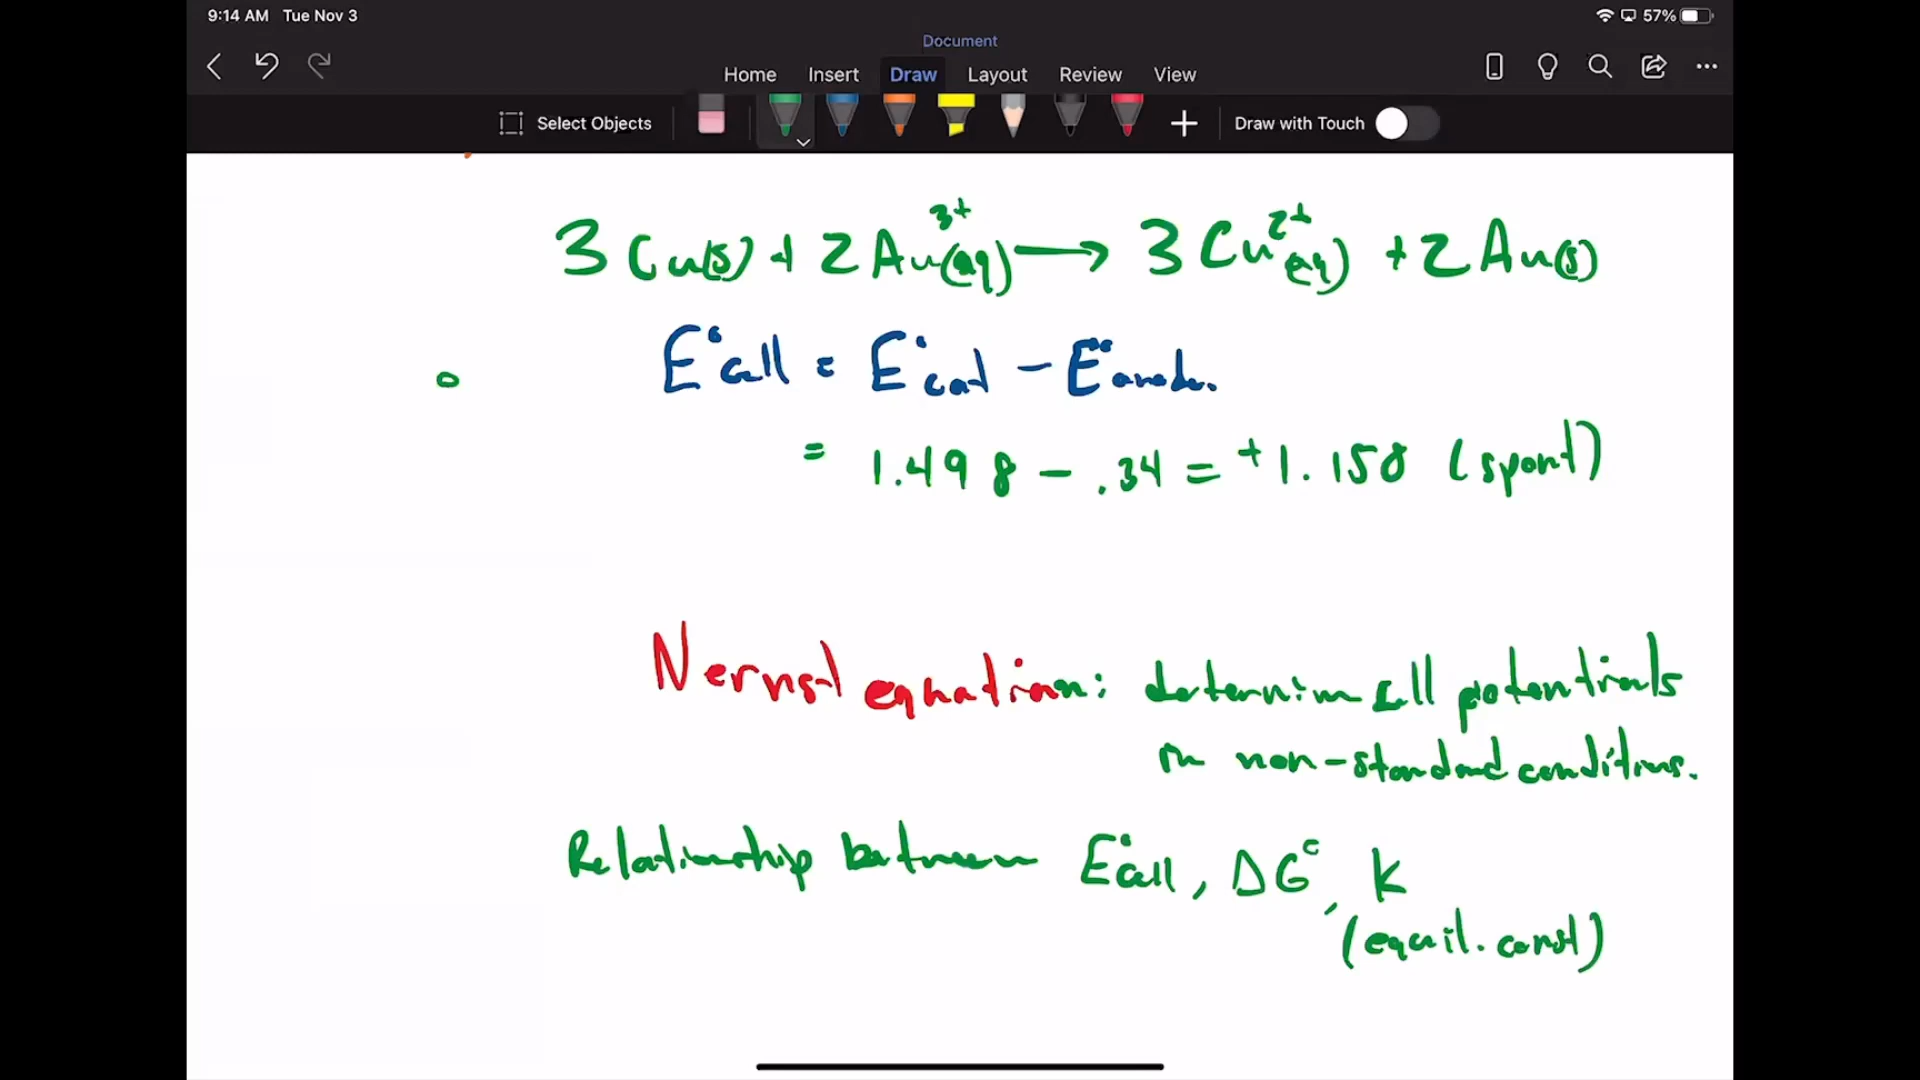 9:14 AM Tue Nov 3 57%
Document
Home Insert Draw Layout Review View
Select Objects Draw with Touch
3 Cu(s) + 2 Au³⁺(aq) ⟶ 3 Cu²⁺(aq) + 2 Au(s)
E°cell = E°cat - E°anode.
= 1.498 - .34 = +1.158 (spont)
Nernst equation: determine cell potentials
in non-standard conditions.
Relationship between E°cell, ΔG°, K
(equil. const)